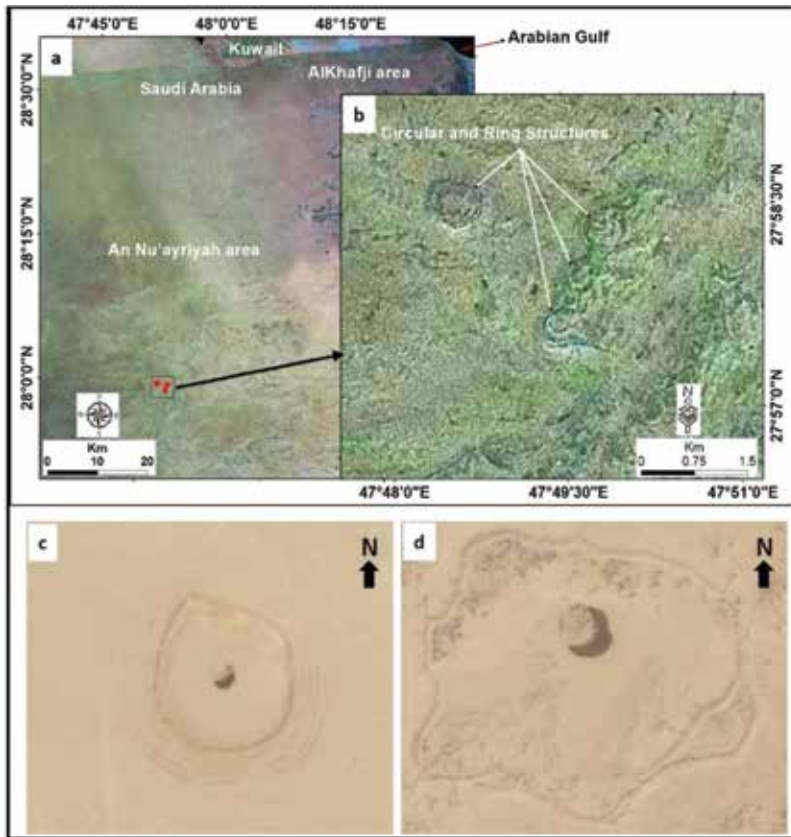 47°45'0"E 48°0'0"E 48°15'0"E
a
Kuwait
Arabian Gulf
AlKhafji area
Saudi Arabia
28°30'0"N
28°15'0"N
28°0'0"N
An Nu'ayriyah area
Km
0 10 20
b
Circular and Ring Structures
27°58'30"N
27°57'0"N
N
Km
0 0.75 1.5
47°48'0"E 47°49'30"E 47°51'0"E
c
N
d
N